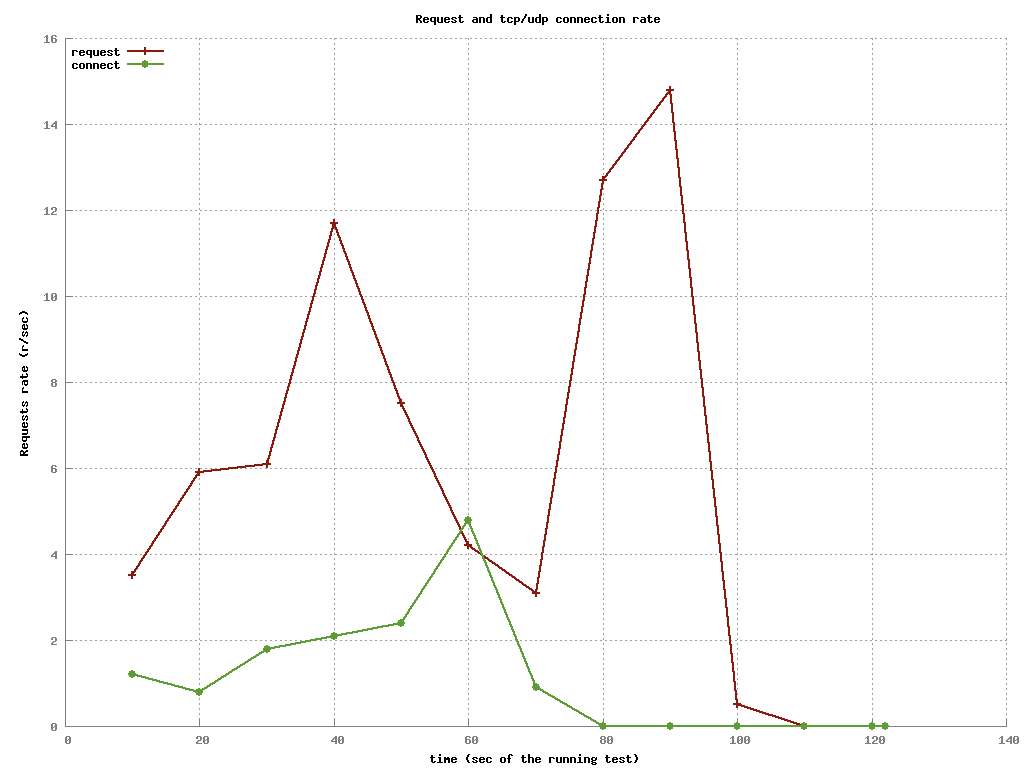 Request and tcp/udp connection rate
request
connect
16
14
12
10
8
6
4
2
0
Requests rate (r/sec)
0 20 40 60 80 100 120 140
time (sec of the running test)